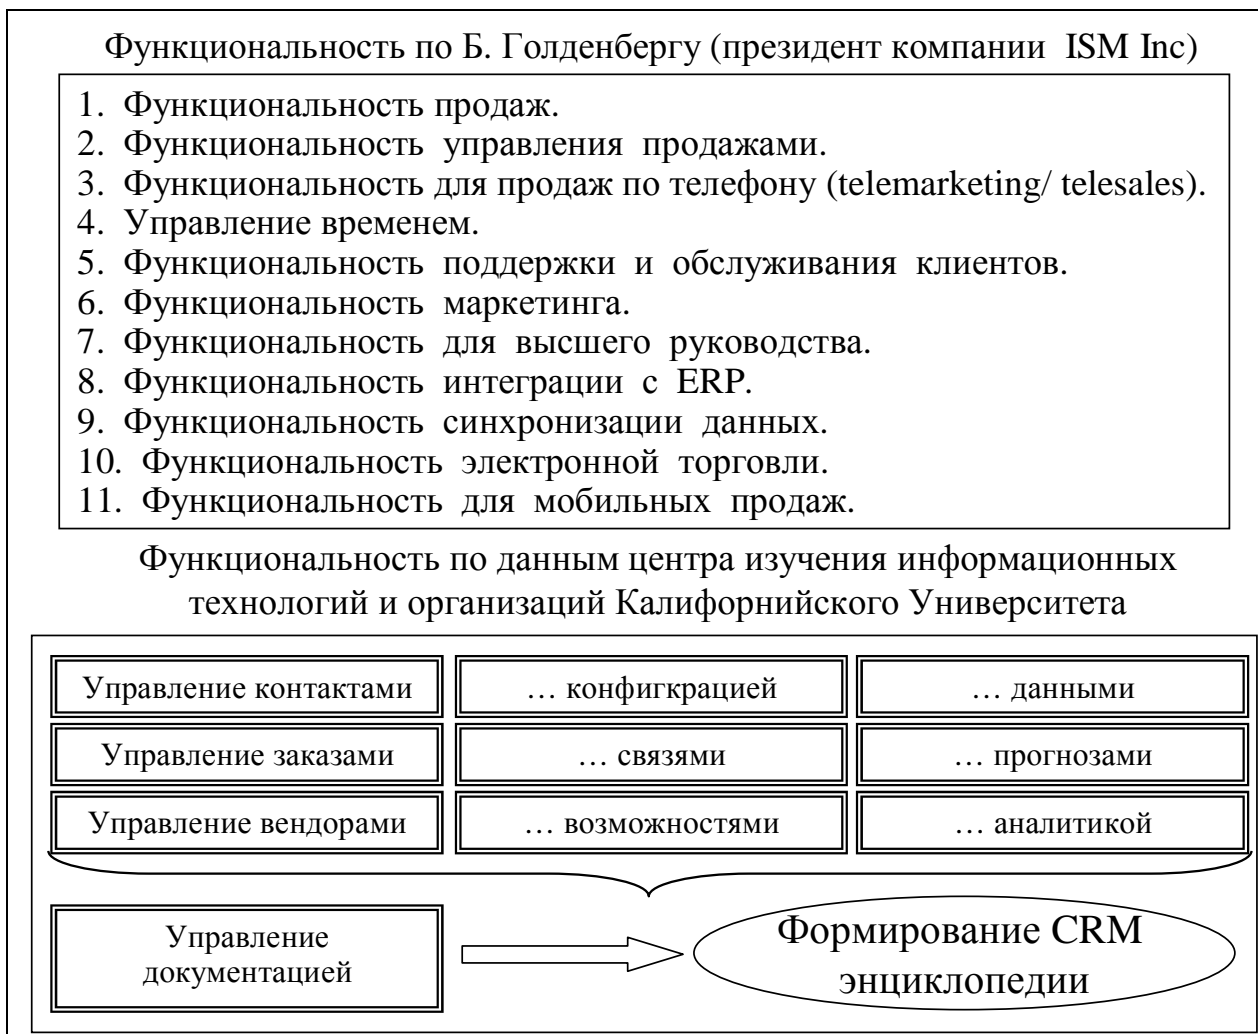 Функциональность по Б. Голденбергу (президент компании ISM Inc)
1. Функциональность продаж.
2. Функциональность управления продажами.
3. Функциональность для продаж по телефону (telemarketing/ telesales).
4. Управление временем.
5. Функциональность поддержки и обслуживания клиентов.
6. Функциональность маркетинга.
7. Функциональность для высшего руководства.
8. Функциональность интеграции с ERP.
9. Функциональность синхронизации данных.
10. Функциональность электронной торговли.
11. Функциональность для мобильных продаж.
Функциональность по данным центра изучения информационных
технологий и организаций Калифорнийского Университета
Управление контактами
… конфигкрацией
… данными
Управление заказами
… связями
… прогнозами
Управление вендорами
… возможностями
… аналитикой
Управление
документацией
Формирование CRM
энциклопедии